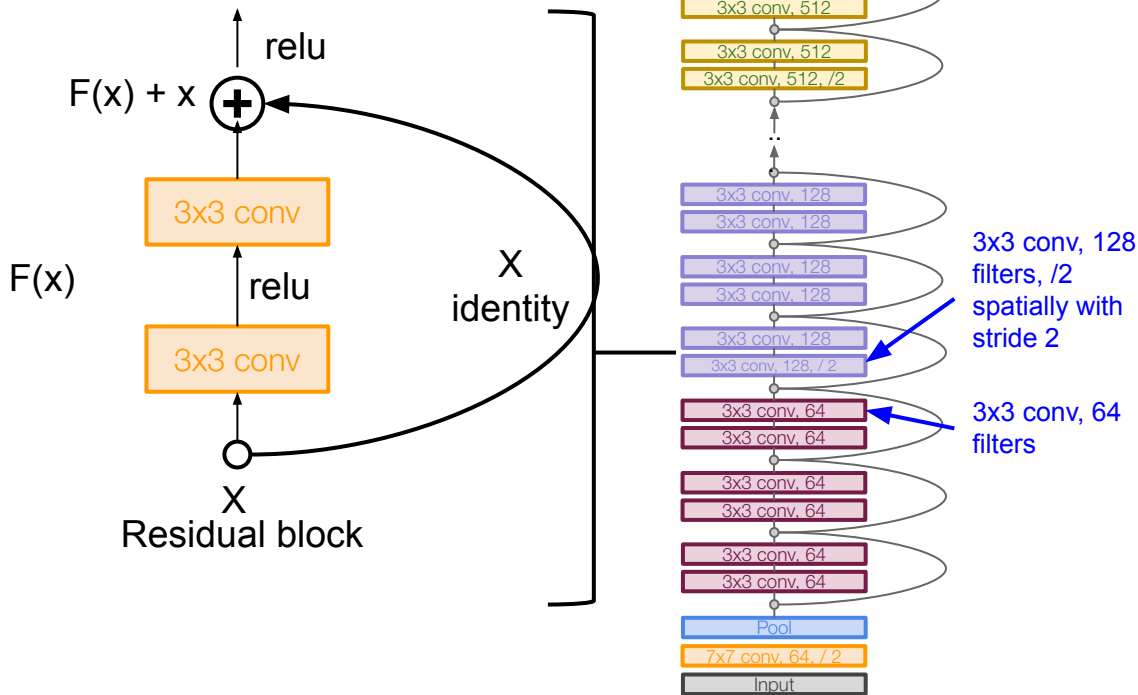 relu
F(x) + x
3x3 conv
F(x)
relu
X
identity
3x3 conv
X
Residual block
3x3 conv, 512
3x3 conv, 512
3x3 conv, 512, /2
..
3x3 conv, 128
3x3 conv, 128
3x3 conv, 128
3x3 conv, 128
3x3 conv, 128
3x3 conv, 128, / 2
3x3 conv, 64
3x3 conv, 64
3x3 conv, 64
3x3 conv, 64
3x3 conv, 64
3x3 conv, 64
Pool
7x7 conv, 64, / 2
Input
3x3 conv, 128
filters, /2
spatially with
stride 2
3x3 conv, 64
filters